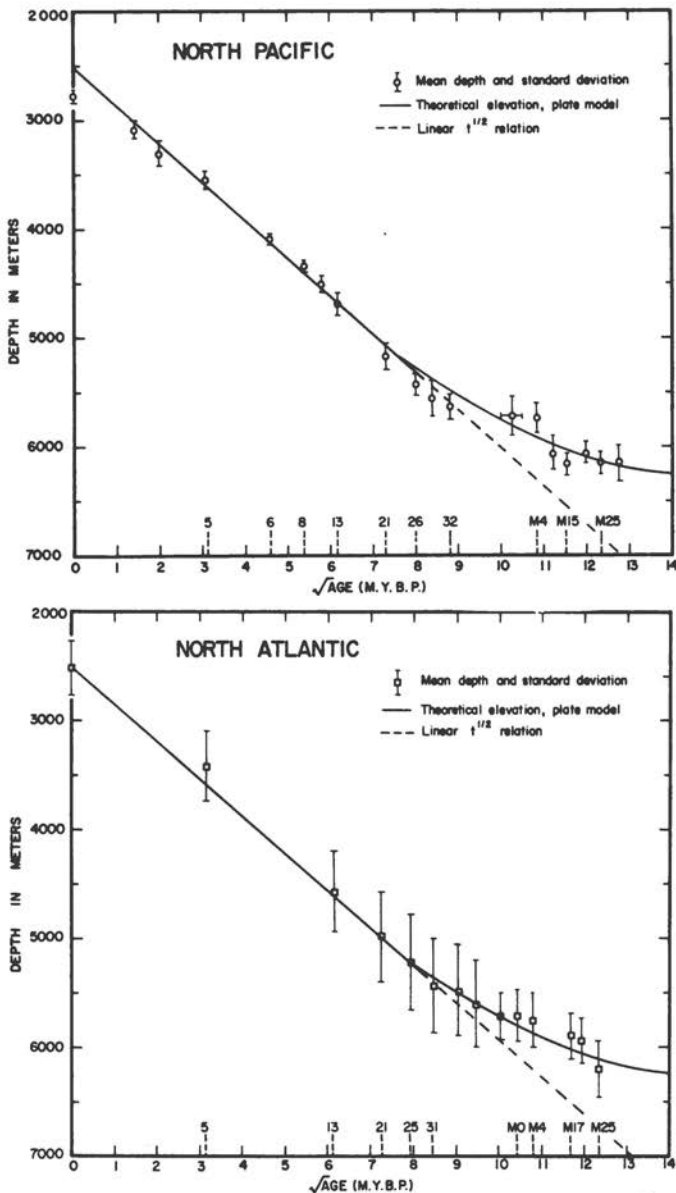 2000
NORTH PACIFIC
Mean depth and standard deviation
Theoretical elevation, plate model
Linear t^1/2 relation
3000
4000
5000
6000
7000
DEPTH IN METERS
5 6 8 13 21 26 32 M4 M15 M25
0 1 2 3 4 5 6 7 8 9 10 11 12 13 14
√AGE (M.Y.B.P.)
2000
NORTH ATLANTIC
Mean depth and standard deviation
Theoretical elevation, plate model
Linear t^1/2 relation
3000
4000
5000
6000
7000
DEPTH IN METERS
5 13 21 25 31 M0 M4 M17 M25
0 1 2 3 4 5 6 7 8 9 10 11 12 13 14
√AGE (M.Y.B.P.)